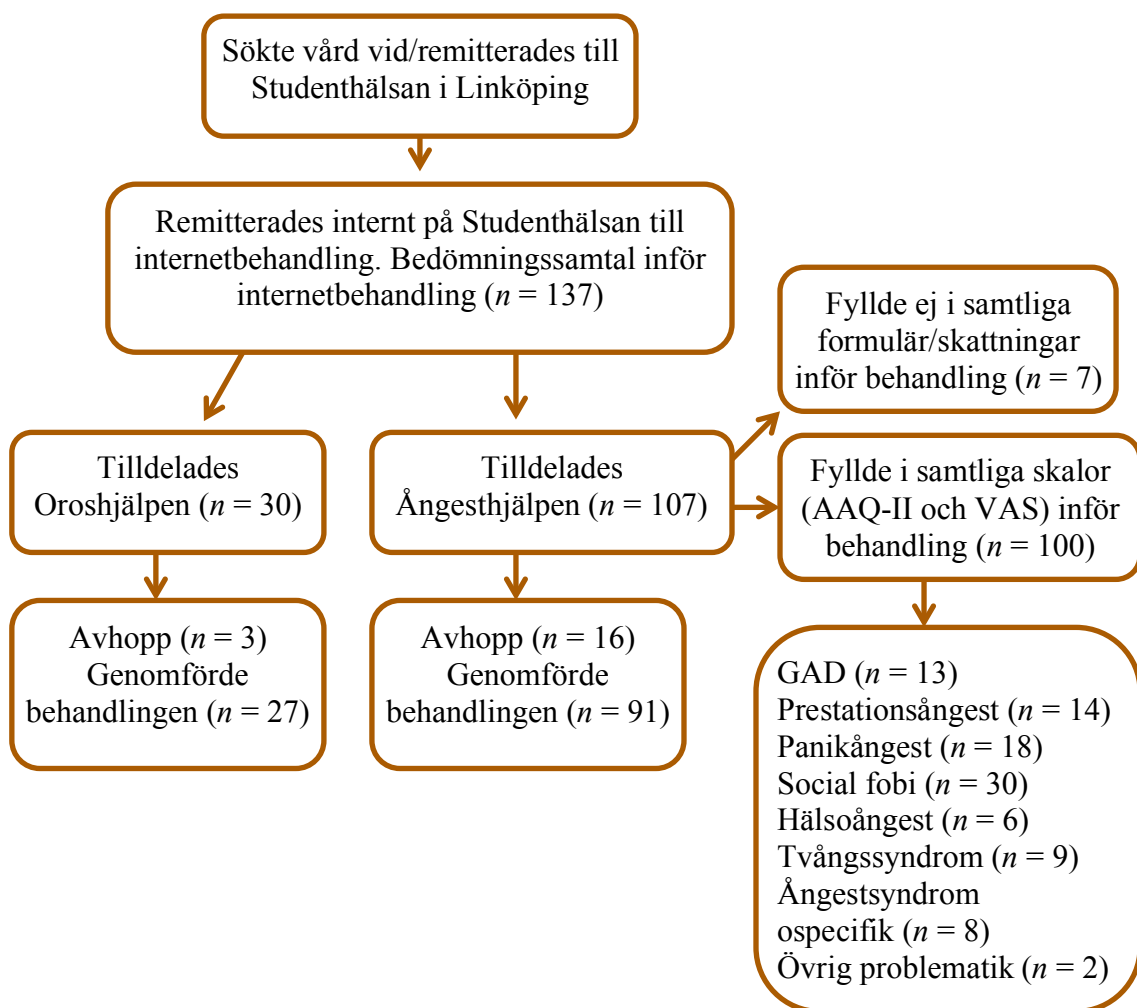 Sökte vård vid/remitterades till
Studenthälsan i Linköping
Remitterades internt på Studenthälsan till
internetbehandling. Bedömningssamtal inför
internetbehandling (n = 137)
Fyllde ej i samtliga
formulär/skattningar
inför behandling (n = 7)
Tilldelades
Oroshjälpen (n = 30)
Tilldelades
Ångesthjälpen (n = 107)
Fyllde i samtliga skalor
(AAQ-II och VAS) inför
behandling (n = 100)
Avhopp (n = 3)
Genomförde
behandlingen (n = 27)
Avhopp (n = 16)
Genomförde
behandlingen (n = 91)
GAD (n = 13)
Prestationsångest (n = 14)
Panikångest (n = 18)
Social fobi (n = 30)
Hälsoångest (n = 6)
Tvångssyndrom (n = 9)
Ångestsyndrom
ospecifik (n = 8)
Övrig problematik (n = 2)